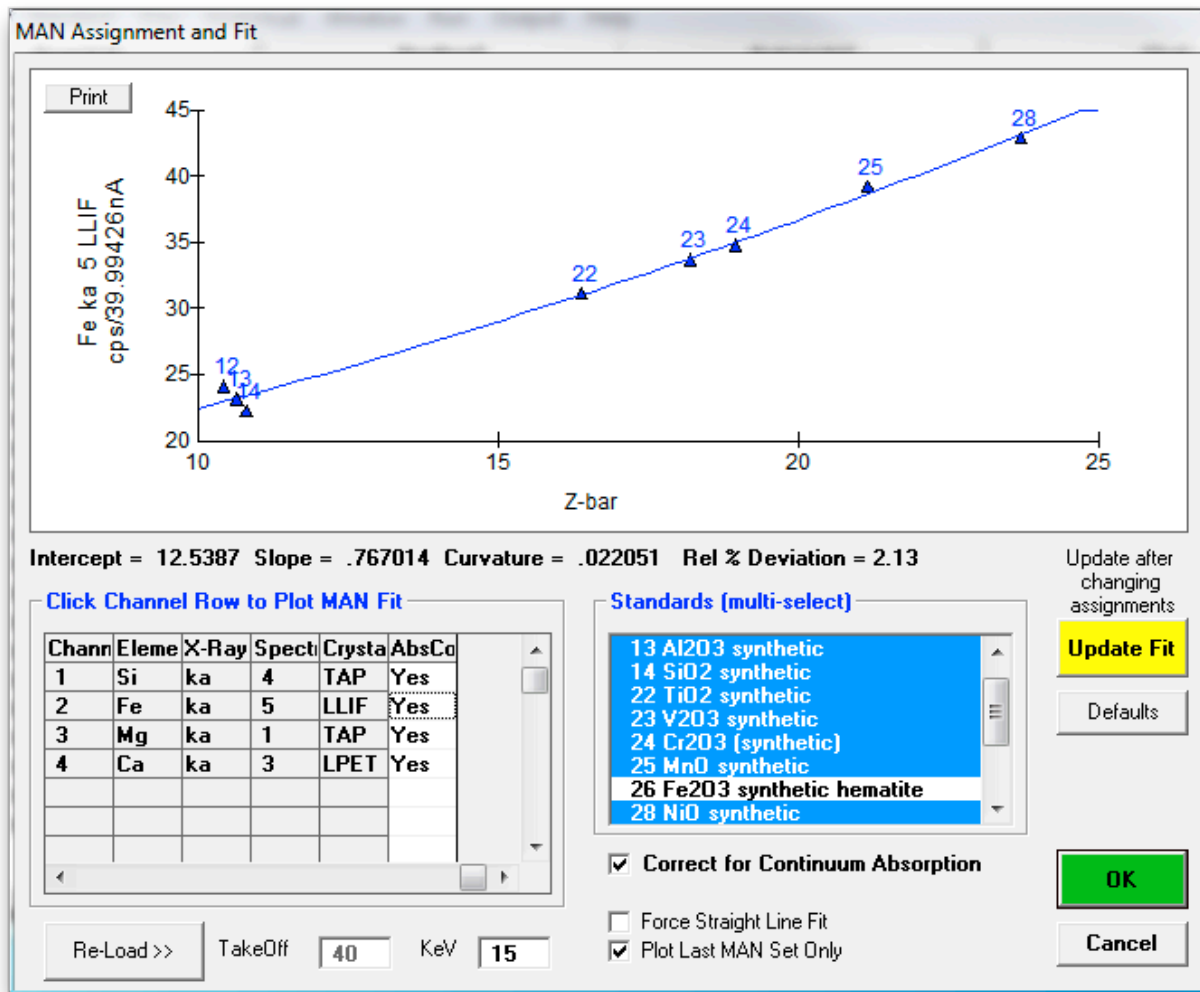 MAN Assignment and Fit
Print
45
40
35
30
25
20
Fe ka 5 LLIF
cps/39.99426nA
12
13
14
22
23
24
25
28
10
15
20
25
Z-bar
Intercept = 12.5387 Slope = .767014 Curvature = .022051 Rel % Deviation = 2.13
Update after
changing
assignments
Update Fit
Defaults
Click Channel Row to Plot MAN Fit
Chann Eleme X-Ray Spectr Crysta AbsCo
1 Si ka 4 TAP Yes
2 Fe ka 5 LLIF Yes
3 Mg ka 1 TAP Yes
4 Ca ka 3 LPET Yes
Standards (multi-select)
13 Al2O3 synthetic
14 SiO2 synthetic
22 TiO2 synthetic
23 V2O3 synthetic
24 Cr2O3 (synthetic)
25 MnO synthetic
26 Fe2O3 synthetic hematite
28 NiO synthetic
Correct for Continuum Absorption
Force Straight Line Fit
Plot Last MAN Set Only
Re-Load >>
TakeOff 40 KeV 15
OK
Cancel